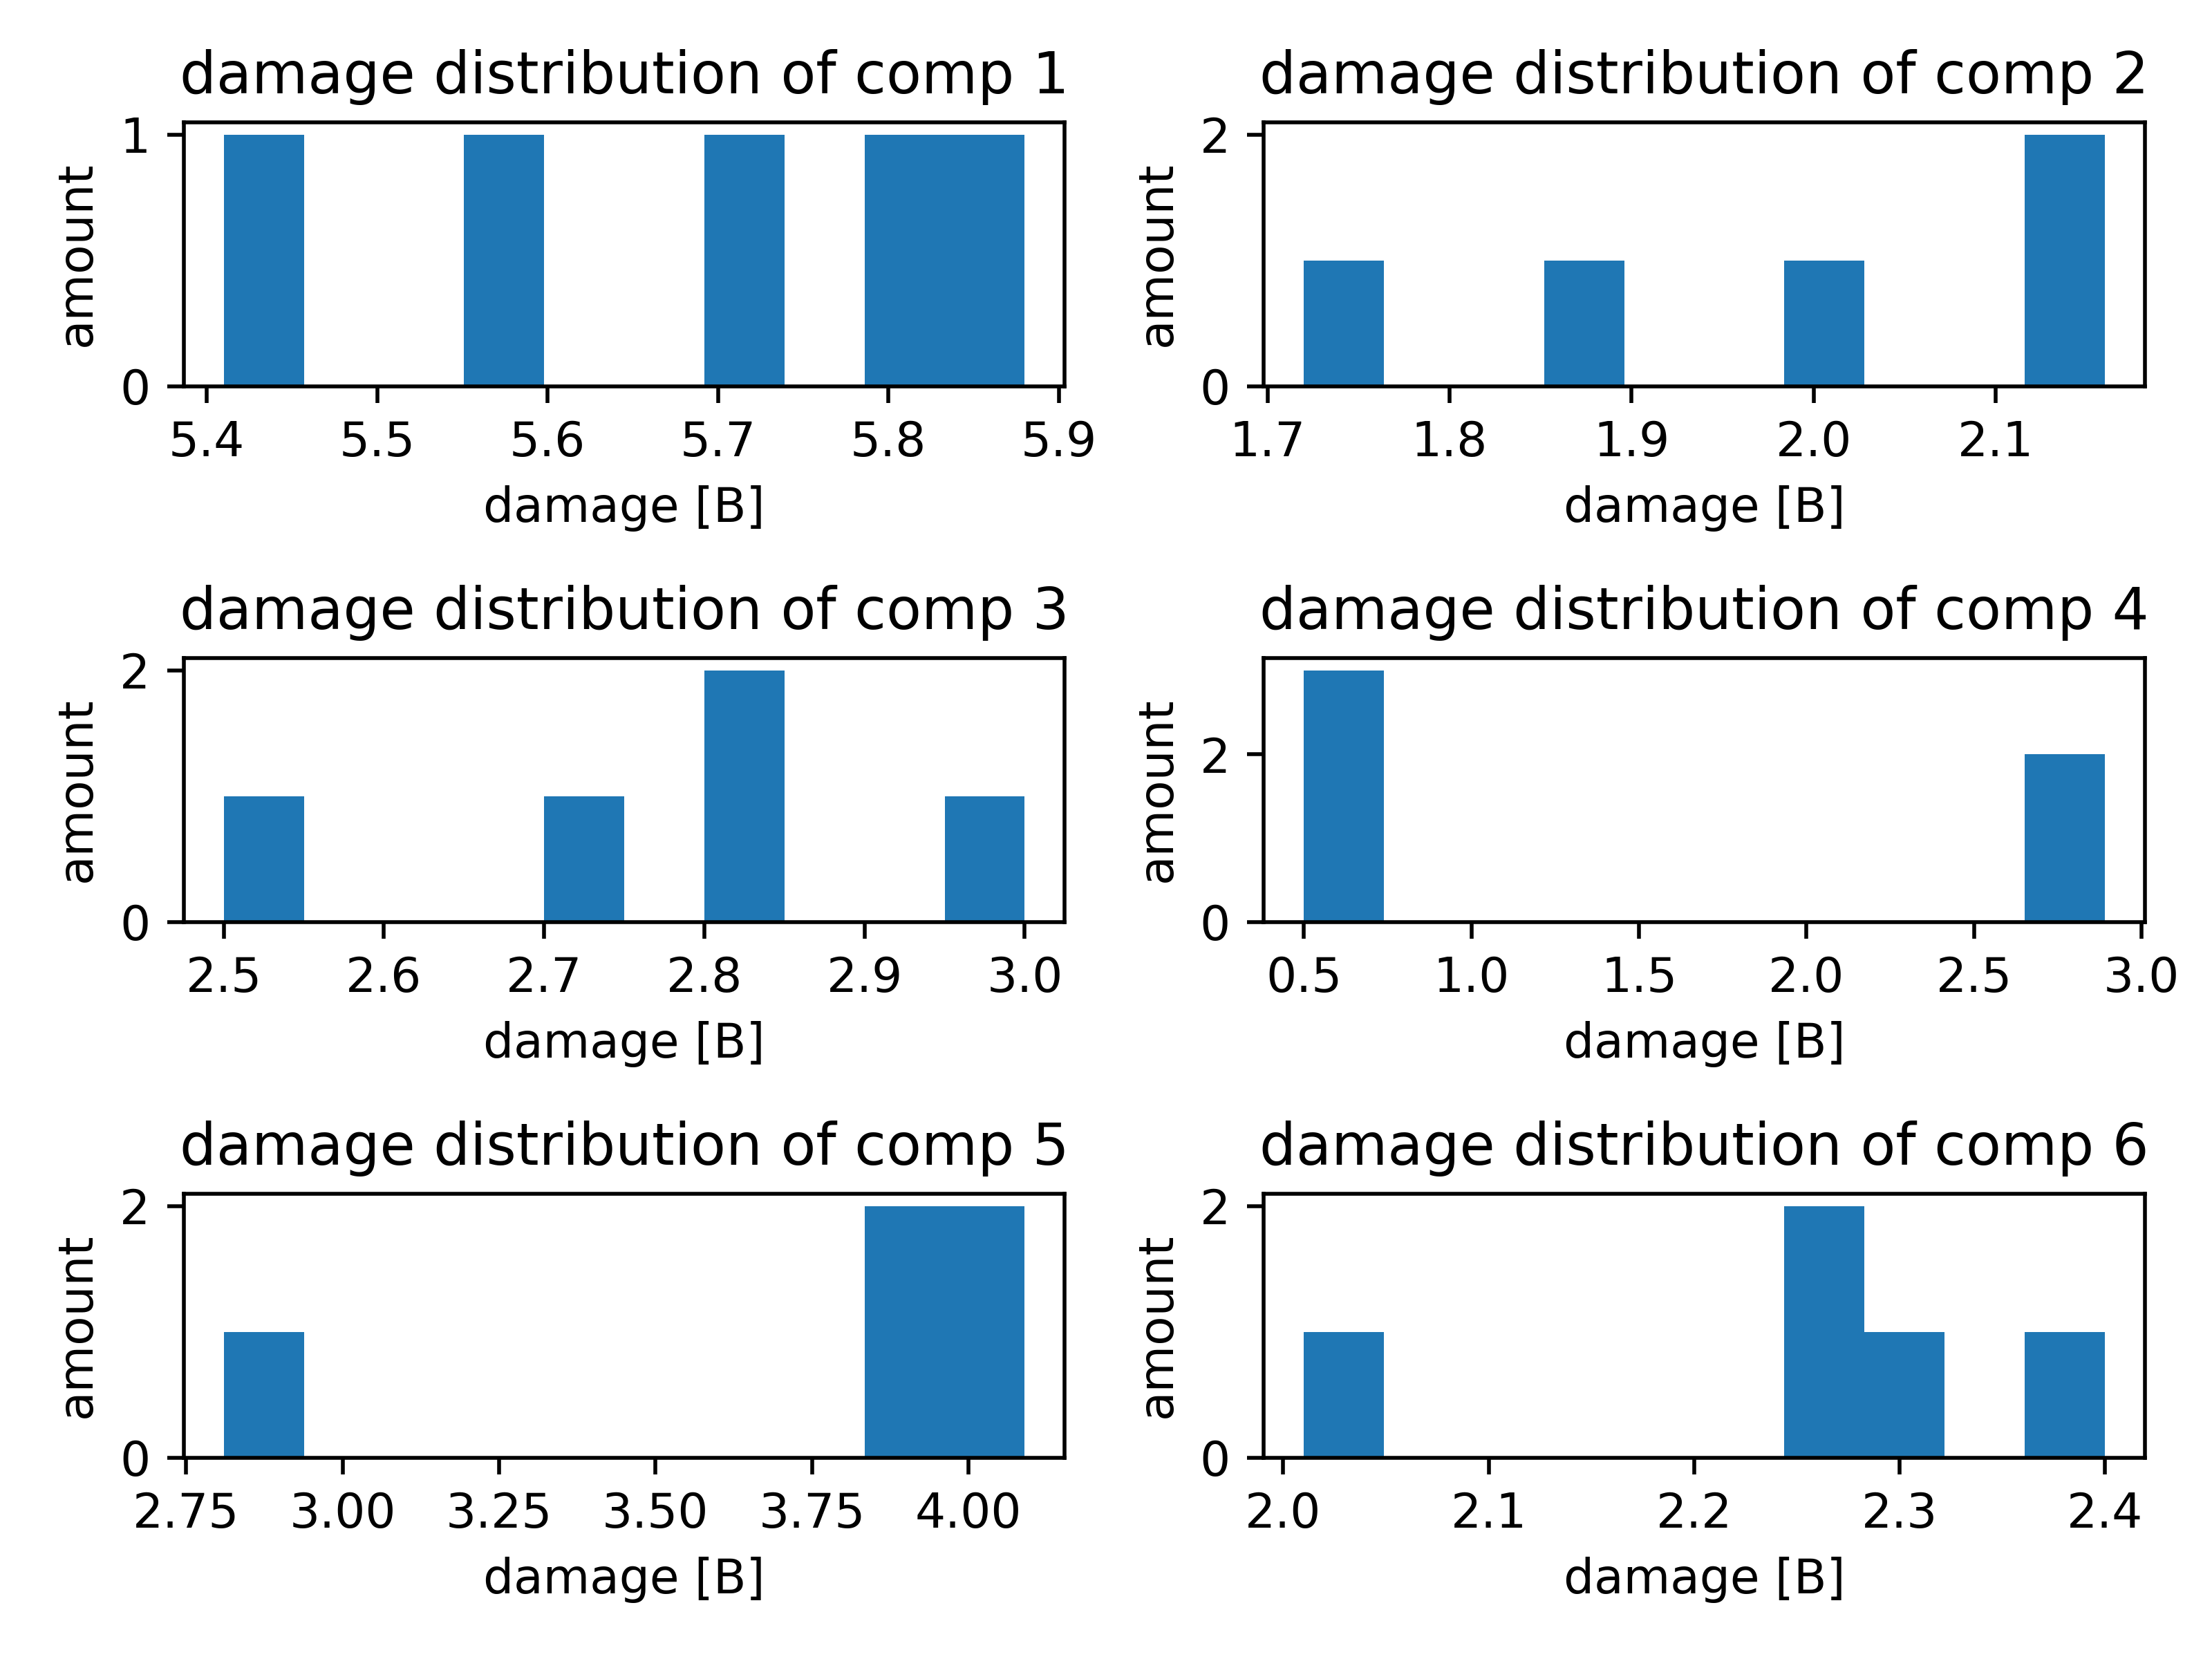 damage distribution of comp 1
amount
1
0
5.4 5.5 5.6 5.7 5.8 5.9
damage [B]
damage distribution of comp 2
amount
2
0
1.7 1.8 1.9 2.0 2.1
damage [B]
damage distribution of comp 3
amount
2
0
2.5 2.6 2.7 2.8 2.9 3.0
damage [B]
damage distribution of comp 4
amount
2
0
0.5 1.0 1.5 2.0 2.5 3.0
damage [B]
damage distribution of comp 5
amount
2
0
2.75 3.00 3.25 3.50 3.75 4.00
damage [B]
damage distribution of comp 6
amount
2
0
2.0 2.1 2.2 2.3 2.4
damage [B]